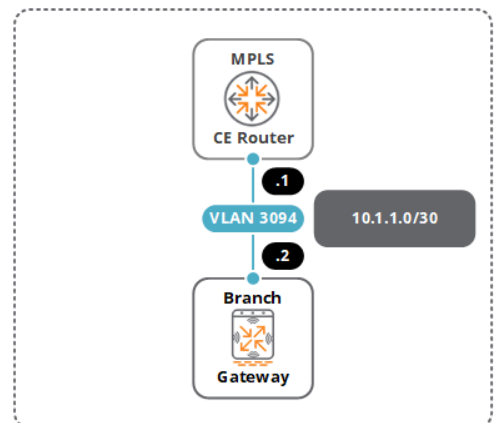 MPLS
CE Router
.1
VLAN 3094
10.1.1.0/30
.2
Branch
Gateway